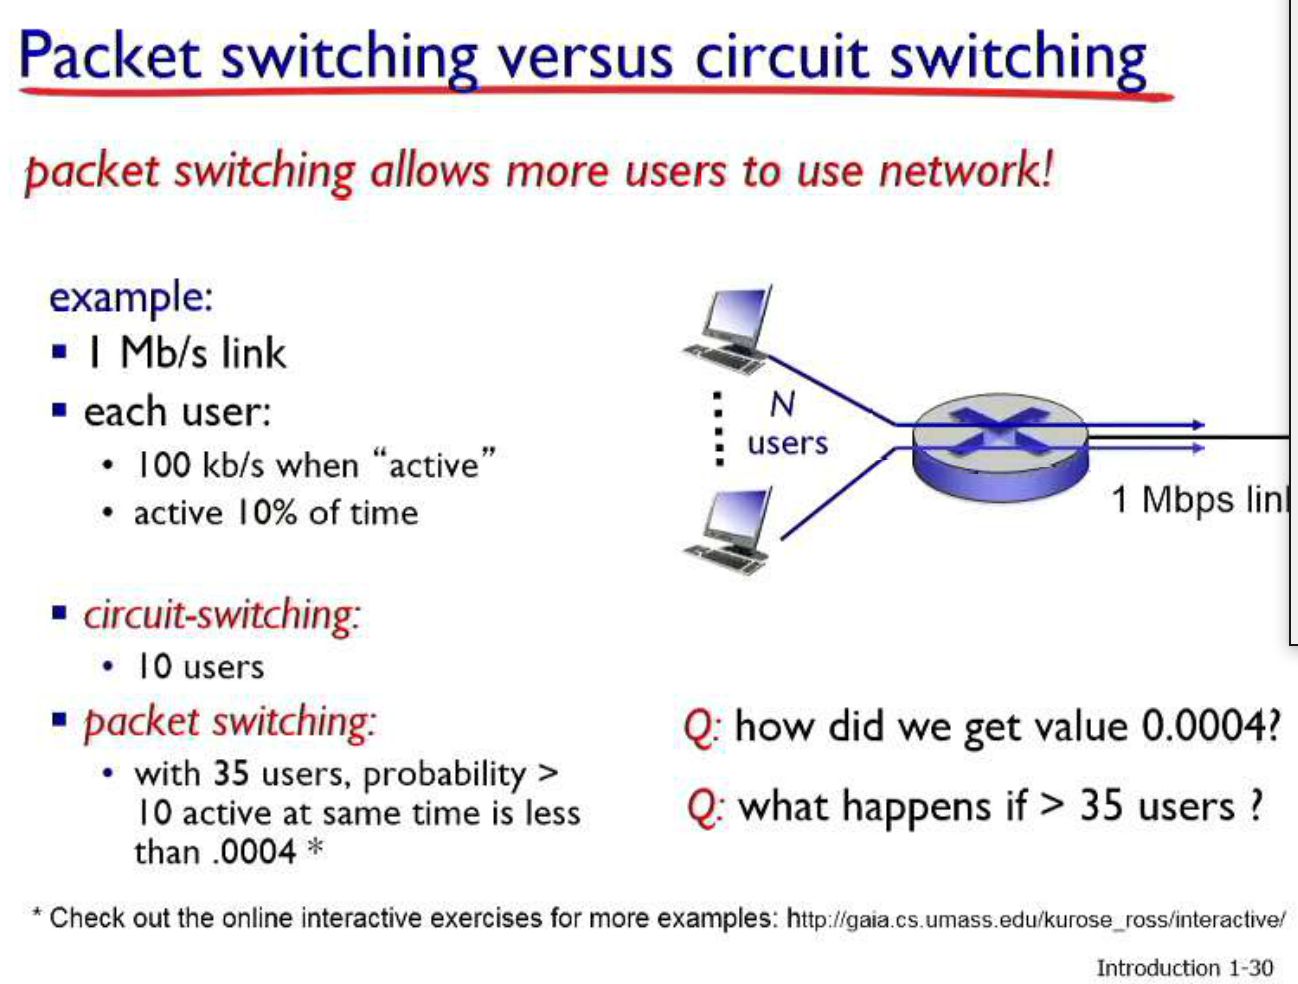 Packet switching versus circuit switching
packet switching allows more users to use network!
example:
▪ 1 Mb/s link
▪ each user:
• 100 kb/s when “active”
• active 10% of time
▪ circuit-switching:
• 10 users
▪ packet switching:
• with 35 users, probability >
10 active at same time is less
than .0004 *
N
users
1 Mbps lin
Q: how did we get value 0.0004?
Q: what happens if > 35 users ?
* Check out the online interactive exercises for more examples: http://gaia.cs.umass.edu/kurose_ross/interactive/
Introduction 1-30